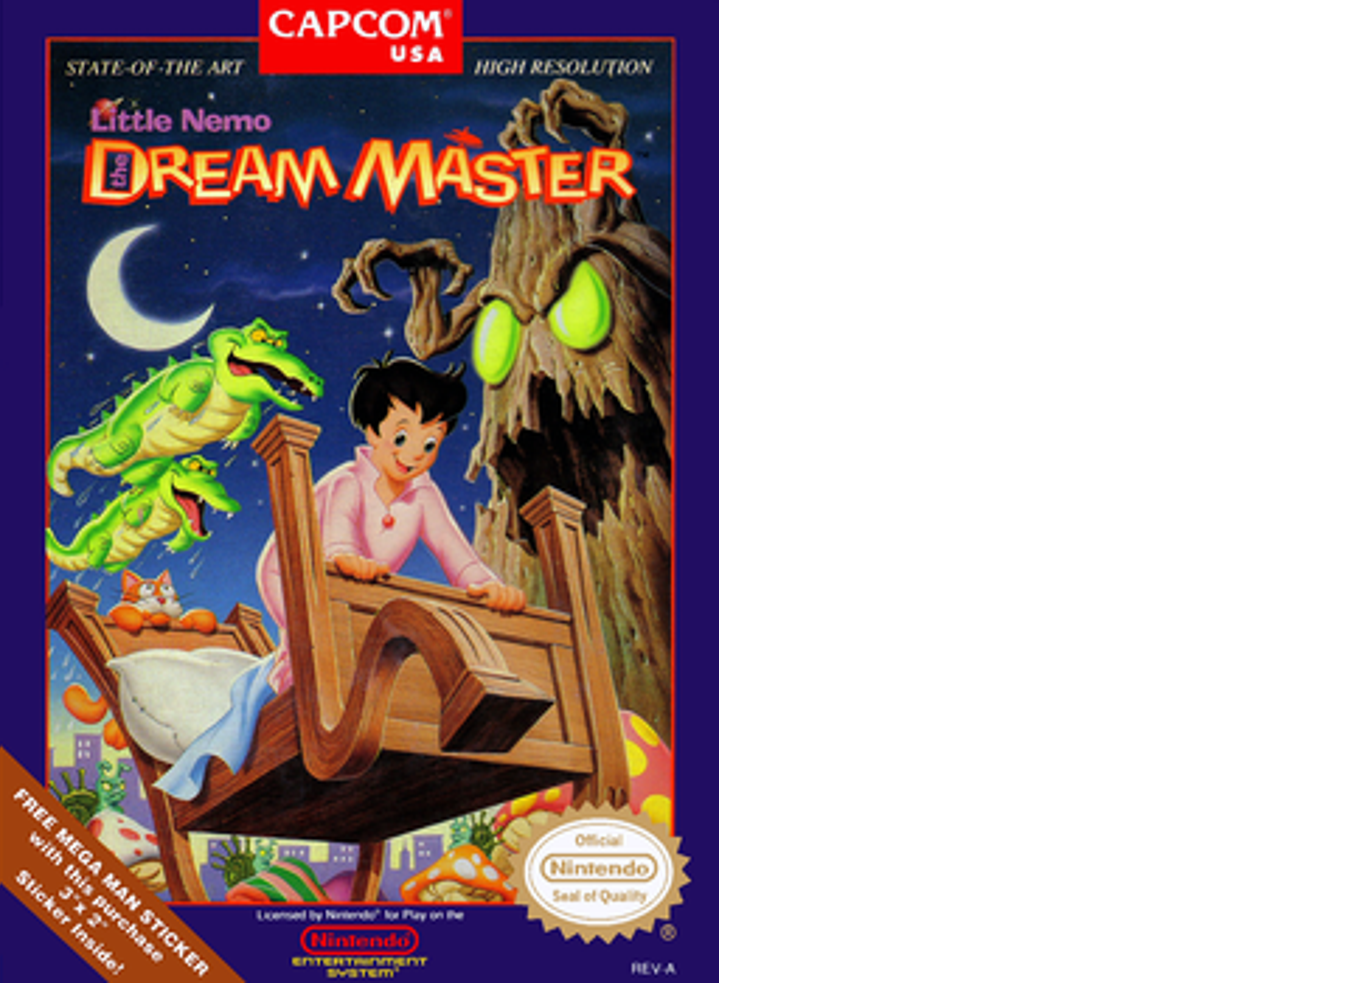 CAPCOM®
USA
STATE-OF-THE ART
HIGH RESOLUTION
Little Nemo
the DREAM MASTER™
FREE MEGA MAN STICKER
with this purchase
3"x 2"
Sticker Inside!
Official
Nintendo
Seal of Quality
®
Licensed by Nintendo® for Play on the
Nintendo®
ENTERTAINMENT
SYSTEM®
REV-A